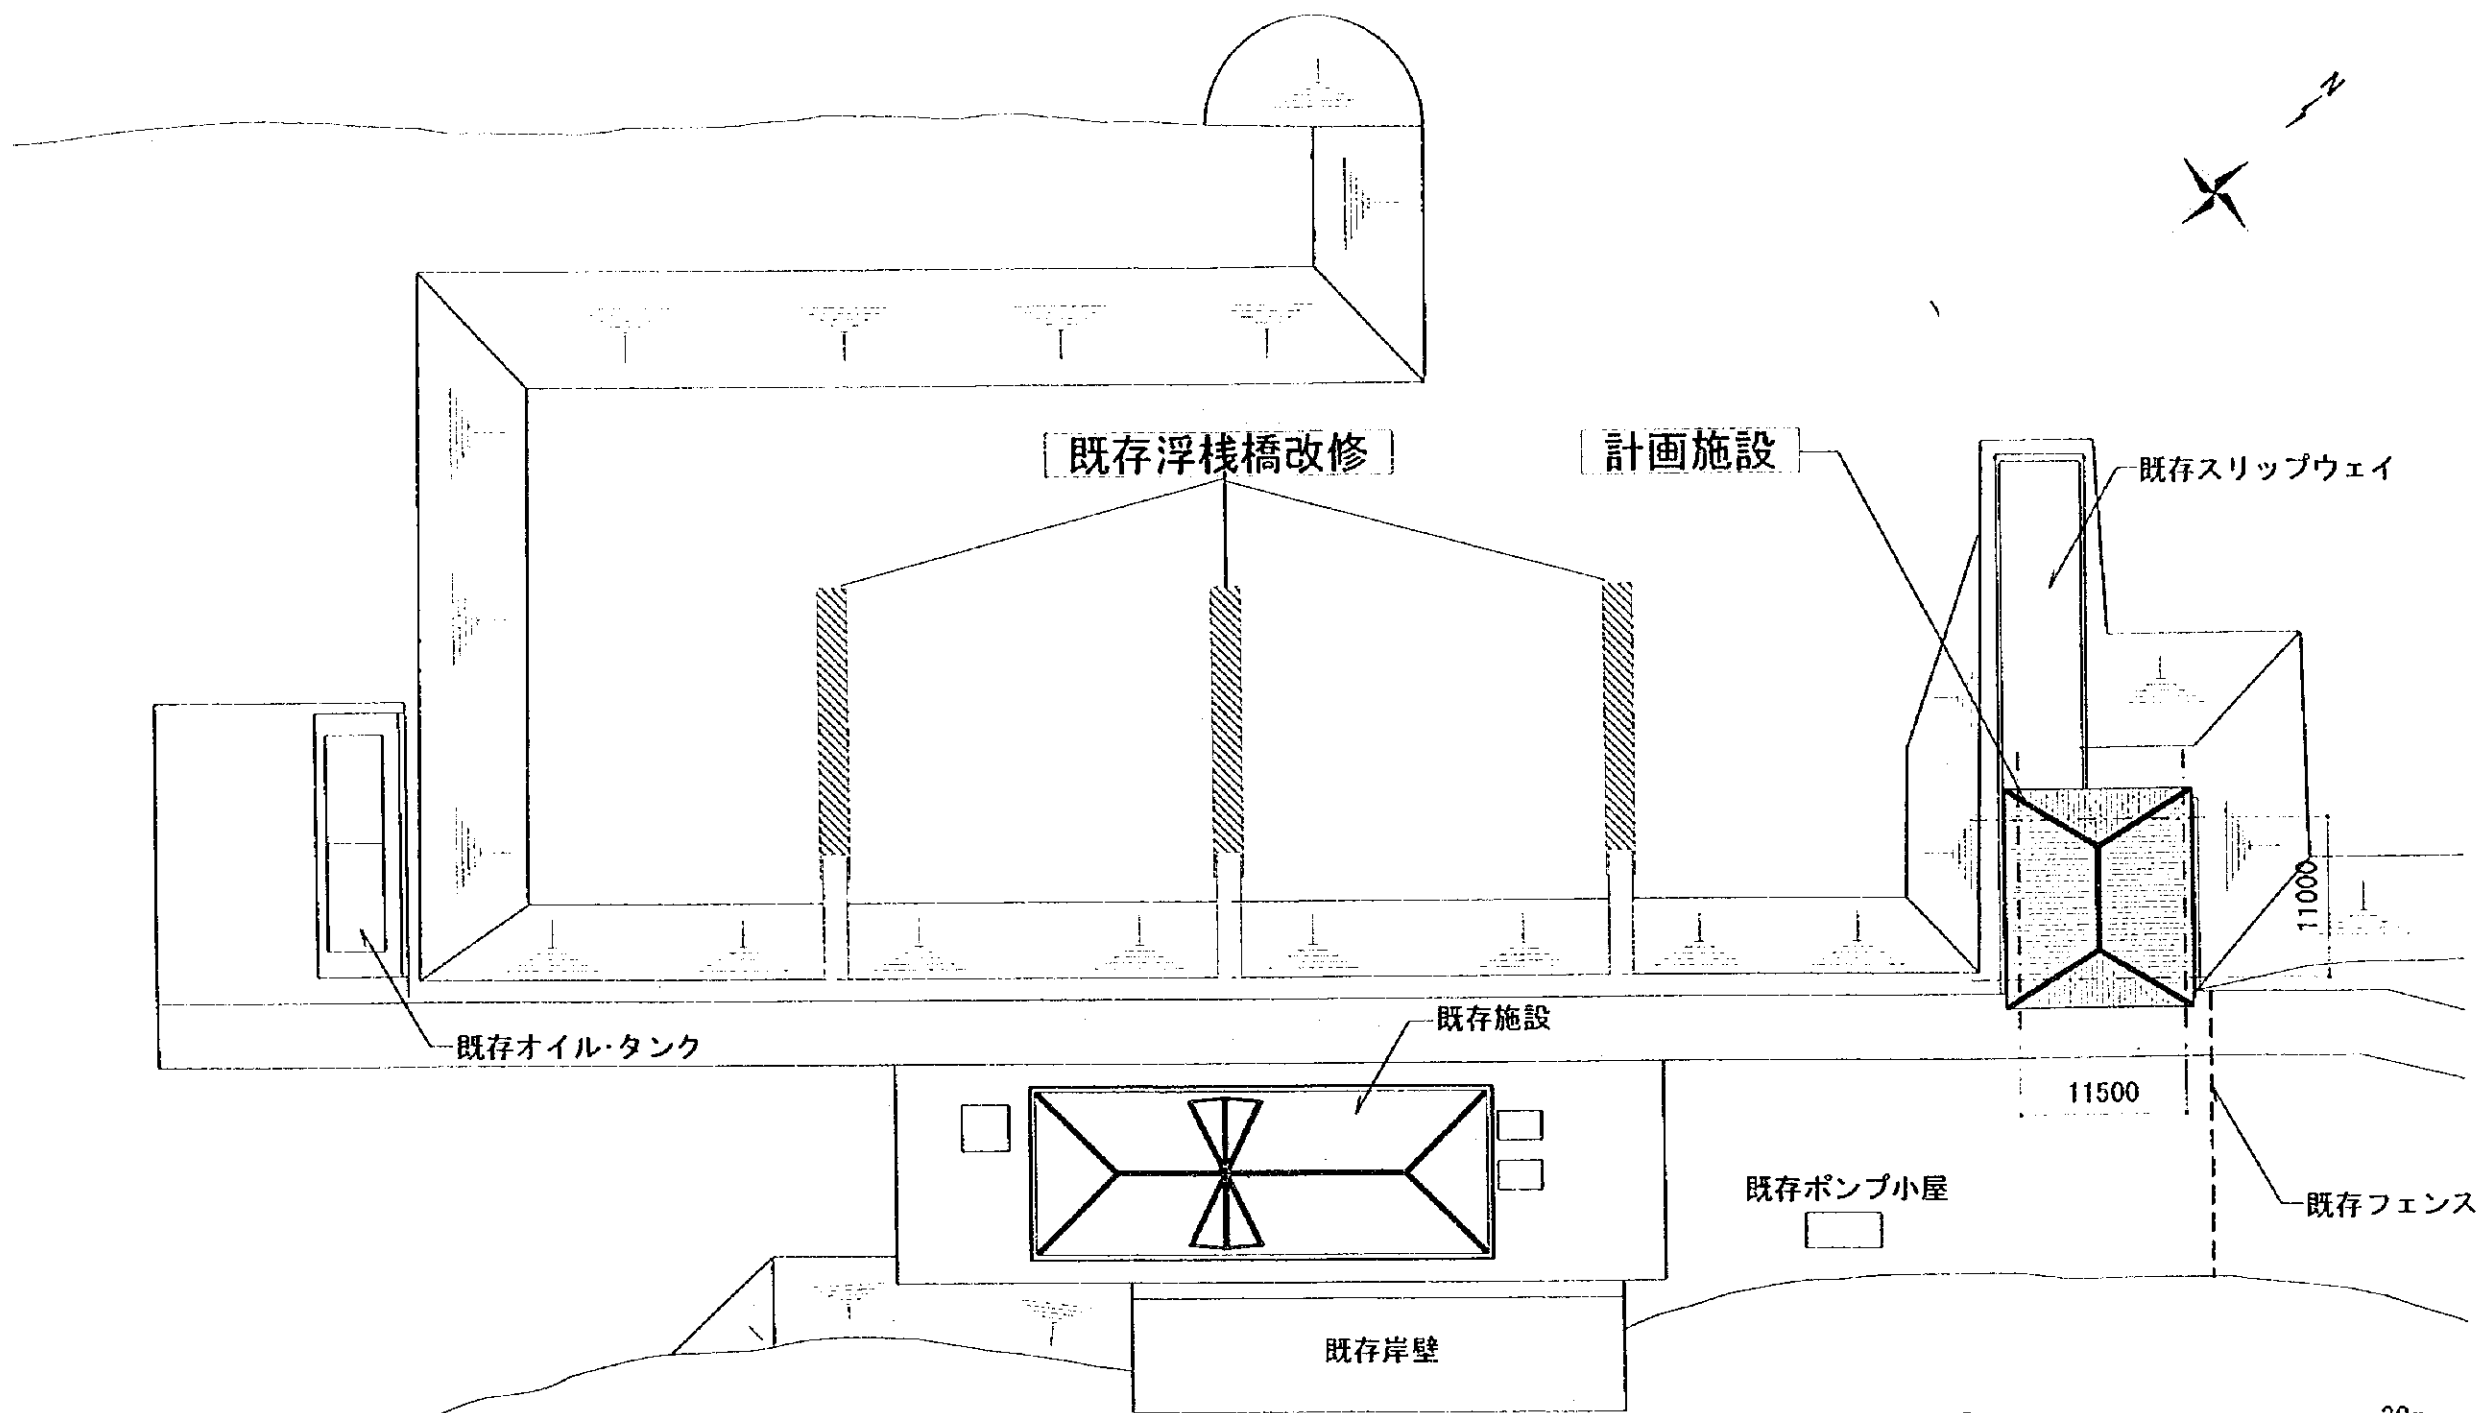 N
既存浮桟橋改修
計画施設
既存スリップウェイ
11000
既存施設
既存オイル・タンク
11500
既存ポンプ小屋
既存フェンス
既存岸壁